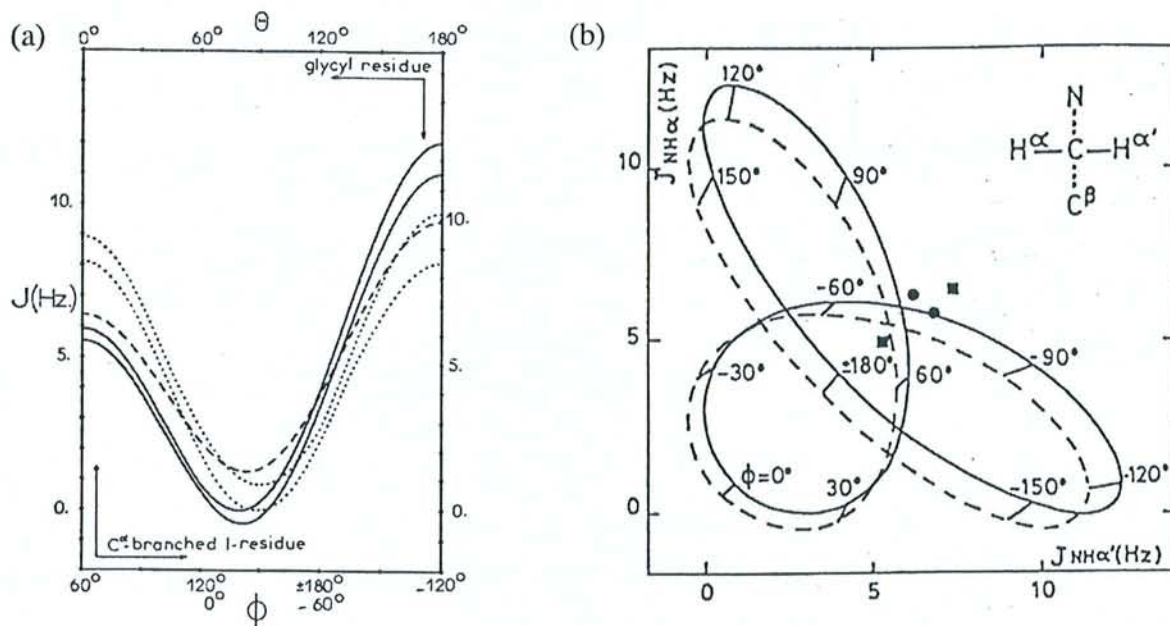 (a)
Θ
0° 60° 120° 180°
glycyl residue
10.
5.
0.
J(Hz)
10.
5.
0.
Cα-branched l-residue
60° 120° ±180° -120°
0° -60°
ϕ
(b)
JNHα(Hz)
10
5
0
120°
150°
90°
-60°
-30°
±180°
60°
-90°
ϕ=0°
30°
-150°
-120°
N
Hα—C—Hα'
Cβ
JNHα'(Hz)
0 5 10